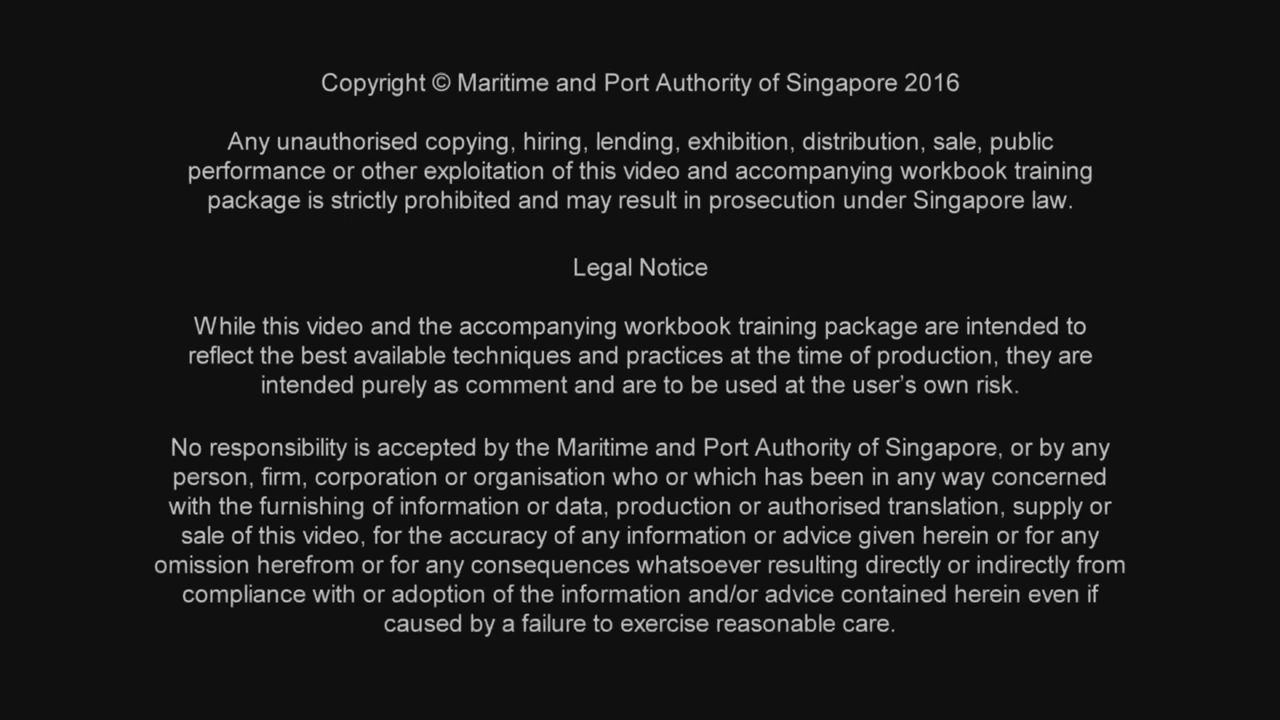 Copyright © Maritime and Port Authority of Singapore 2016
Any unauthorised copying, hiring, lending, exhibition, distribution, sale, public
performance or other exploitation of this video and accompanying workbook training
package is strictly prohibited and may result in prosecution under Singapore law.
Legal Notice
While this video and the accompanying workbook training package are intended to
reflect the best available techniques and practices at the time of production, they are
intended purely as comment and are to be used at the user’s own risk.
No responsibility is accepted by the Maritime and Port Authority of Singapore, or by any
person, firm, corporation or organisation who or which has been in any way concerned
with the furnishing of information or data, production or authorised translation, supply or
sale of this video, for the accuracy of any information or advice given herein or for any
omission herefrom or for any consequences whatsoever resulting directly or indirectly from
compliance with or adoption of the information and/or advice contained herein even if
caused by a failure to exercise reasonable care.